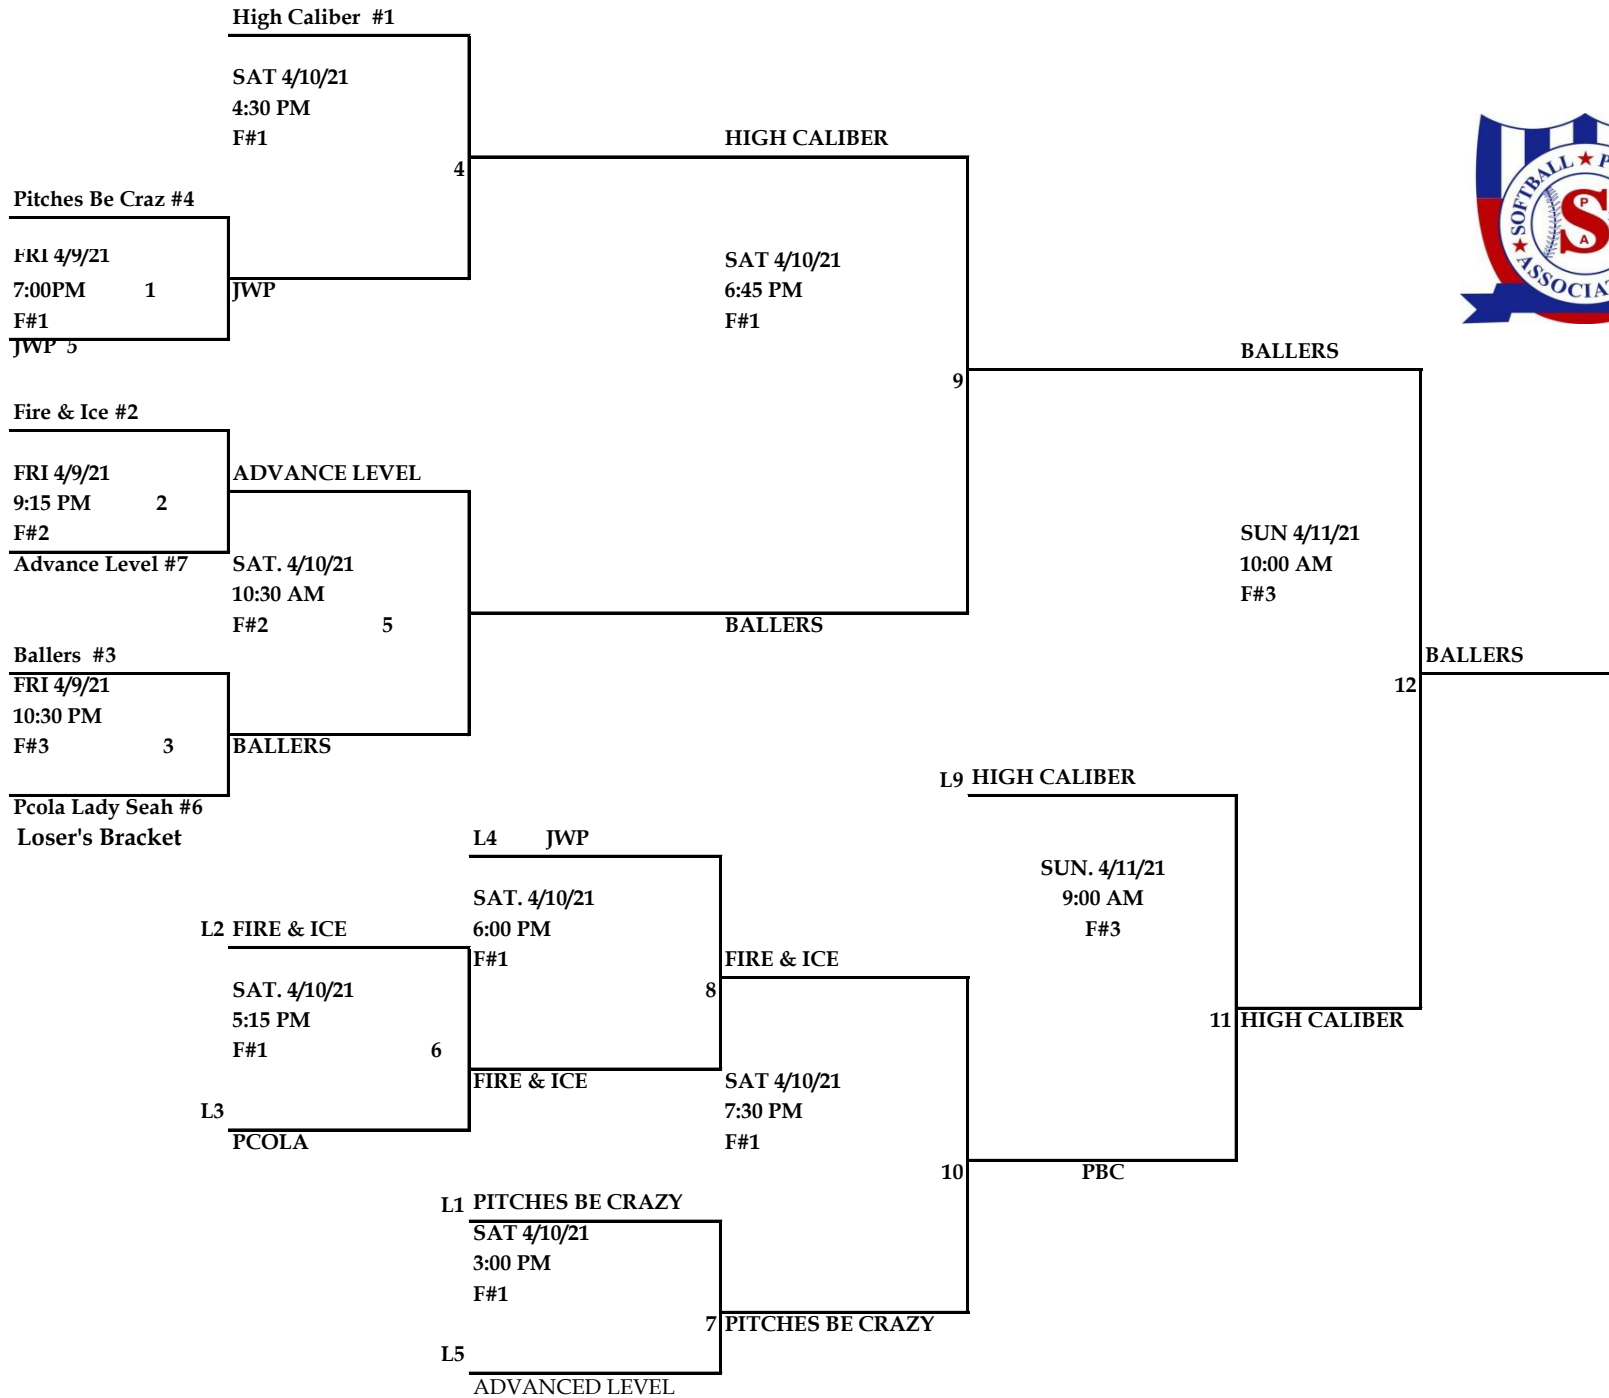 High Caliber #1
SAT 4/10/21
4:30 PM
F#1
4
HIGH CALIBER
Pitches Be Craz #4
FRI 4/9/21
7:00PM 1
F#1
JWP 5
JWP
SAT 4/10/21
6:45 PM
F#1
9
BALLERS
SOFTBALL ★ P
S
P
A
★ ASSOCIA
Fire & Ice #2
FRI 4/9/21
9:15 PM 2
F#2
Advance Level #7
ADVANCE LEVEL
SAT. 4/10/21
10:30 AM
F#2 5
BALLERS
SUN 4/11/21
10:00 AM
F#3
12
BALLERS
Ballers #3
FRI 4/9/21
10:30 PM
F#3 3
Pcola Lady Seah #6
BALLERS
Loser's Bracket
L9 HIGH CALIBER
SUN. 4/11/21
9:00 AM
F#3
11 HIGH CALIBER
L4 JWP
SAT. 4/10/21
6:00 PM
F#1
8
FIRE & ICE
L2 FIRE & ICE
SAT. 4/10/21
5:15 PM
F#1 6
L3
PCOLA
FIRE & ICE
SAT 4/10/21
7:30 PM
F#1
10
PBC
L1 PITCHES BE CRAZY
SAT 4/10/21
3:00 PM
F#1
7 PITCHES BE CRAZY
L5
ADVANCED LEVEL